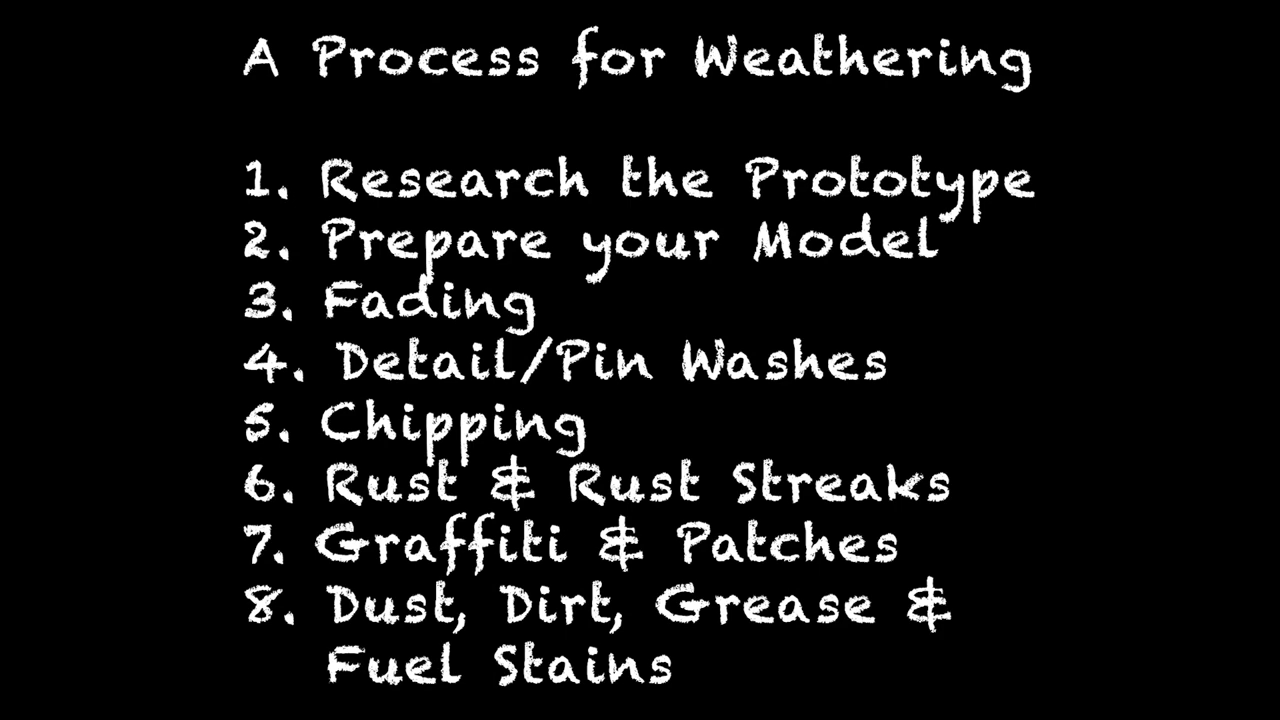 A Process for Weathering
1. Research the Prototype
2. Prepare your Model
3. Fading
4. Detail/Pin Washes
5. Chipping
6. Rust & Rust Streaks
7. Graffiti & Patches
8. Dust, Dirt, Grease &
Fuel Stains